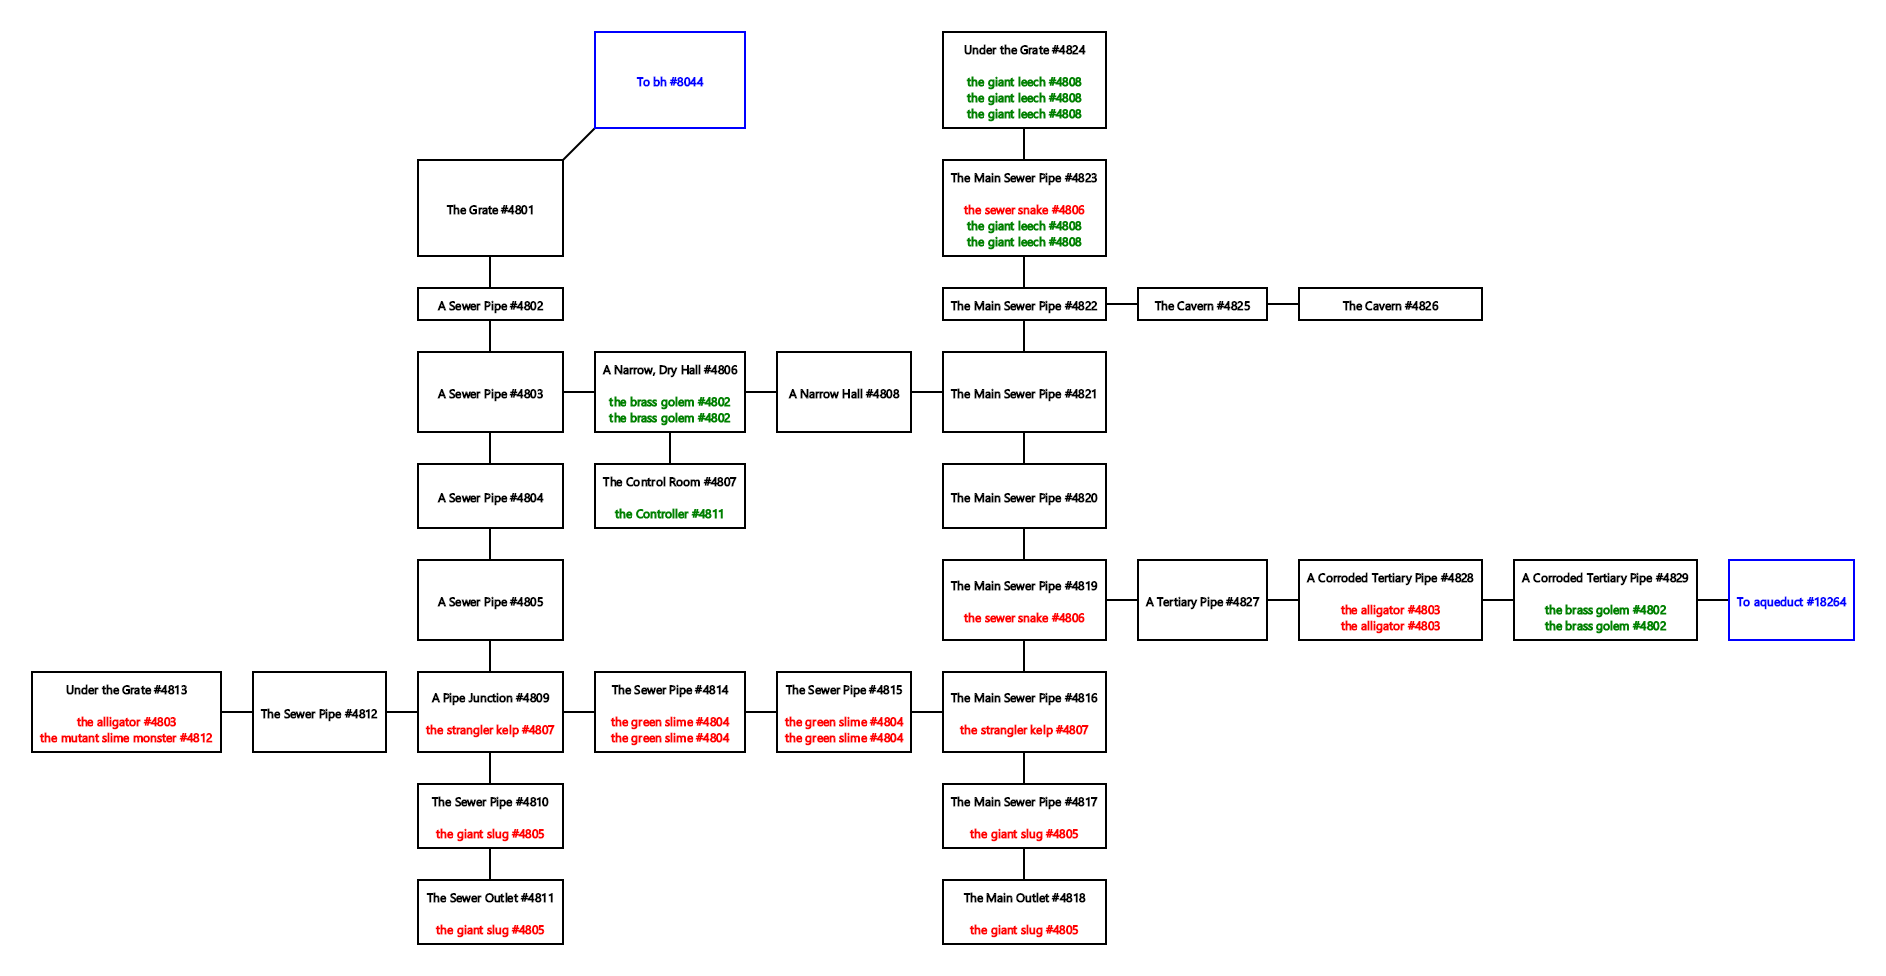 To bh #8044
Under the Grate #4824
the giant leech #4808
the giant leech #4808
the giant leech #4808
The Grate #4801
The Main Sewer Pipe #4823
the sewer snake #4806
the giant leech #4808
the giant leech #4808
A Sewer Pipe #4802
The Main Sewer Pipe #4822
The Cavern #4825
The Cavern #4826
A Sewer Pipe #4803
A Narrow, Dry Hall #4806
the brass golem #4802
the brass golem #4802
A Narrow Hall #4808
The Main Sewer Pipe #4821
A Sewer Pipe #4804
The Control Room #4807
the Controller #4811
The Main Sewer Pipe #4820
A Sewer Pipe #4805
The Main Sewer Pipe #4819
the sewer snake #4806
A Tertiary Pipe #4827
A Corroded Tertiary Pipe #4828
the alligator #4803
the alligator #4803
A Corroded Tertiary Pipe #4829
the brass golem #4802
the brass golem #4802
To aqueduct #18264
Under the Grate #4813
the alligator #4803
the mutant slime monster #4812
The Sewer Pipe #4812
A Pipe Junction #4809
the strangler kelp #4807
The Sewer Pipe #4814
the green slime #4804
the green slime #4804
The Sewer Pipe #4815
the green slime #4804
the green slime #4804
The Main Sewer Pipe #4816
the strangler kelp #4807
The Sewer Pipe #4810
the giant slug #4805
The Main Sewer Pipe #4817
the giant slug #4805
The Sewer Outlet #4811
the giant slug #4805
The Main Outlet #4818
the giant slug #4805